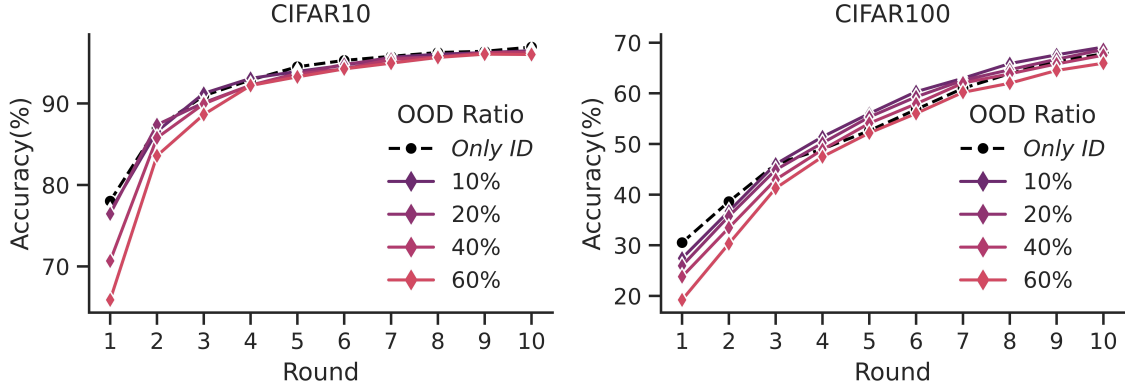 CIFAR10
Accuracy(%)
90
80
70
OOD Ratio
Only ID
10%
20%
40%
60%
1 2 3 4 5 6 7 8 9 10
Round
CIFAR100
Accuracy(%)
70
60
50
40
30
20
OOD Ratio
Only ID
10%
20%
40%
60%
1 2 3 4 5 6 7 8 9 10
Round